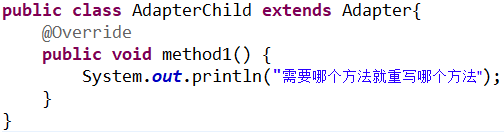 public class AdapterChild extends Adapter{
    @Override
    public void method1() {
        System.out.println("需要哪个方法就重写哪个方法");
    }
}